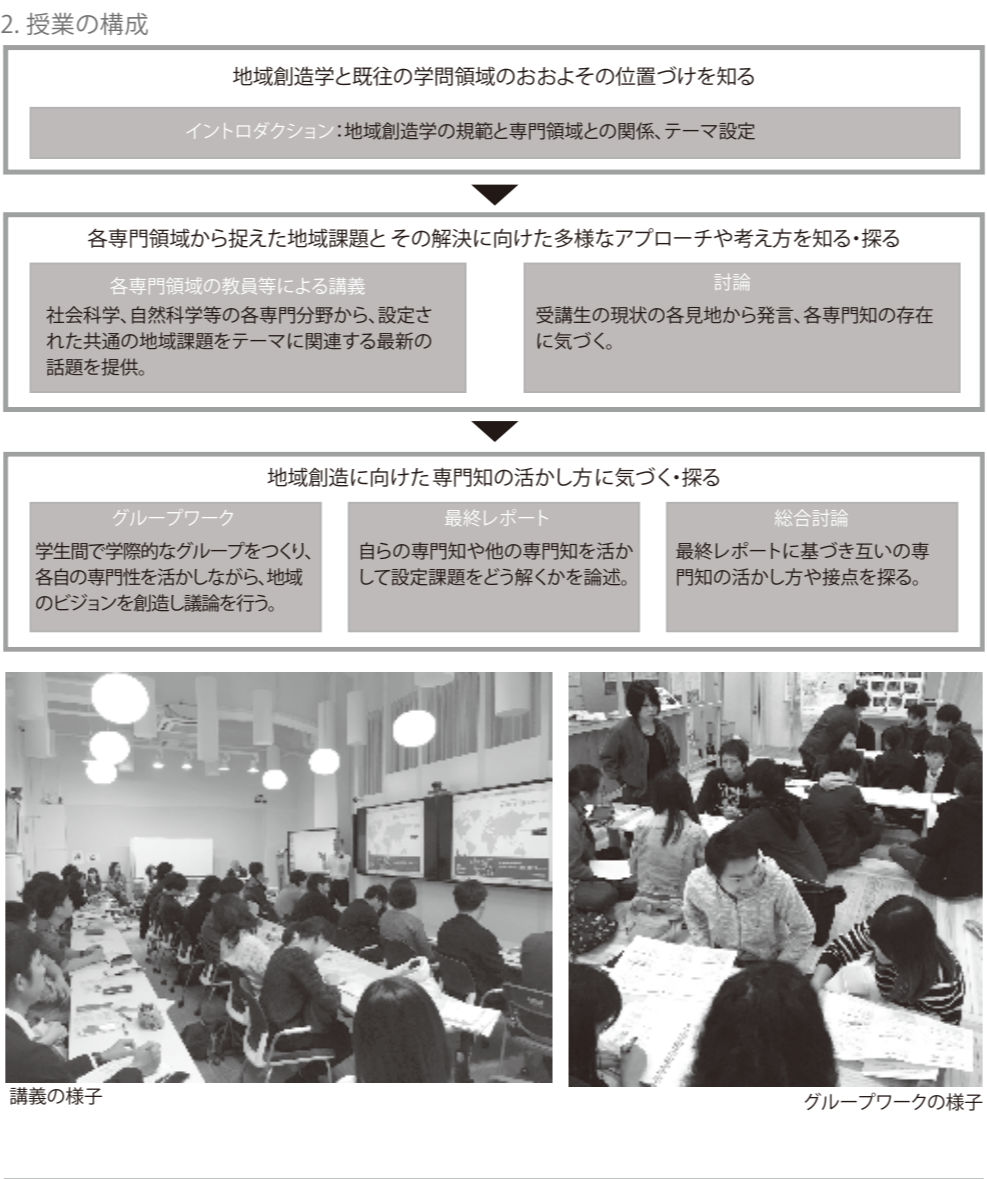 2. 授業の構成
地域創造学と既往の学問領域のおおよその位置づけを知る
イントロダクション：地域創造学の規範と専門領域との関係、テーマ設定
各専門領域から捉えた地域課題とその解決に向けた多様なアプローチや考え方を知る・探る
各専門領域の教員等による講義
社会科学、自然科学等の各専門分野から、設定さ
れた共通の地域課題をテーマに関連する最新の
話題を提供。
討論
受講生の現状の各見地から発言、各専門知の存在
に気づく。
地域創造に向けた専門知の活かし方に気づく・探る
グループワーク
学生間で学際的なグループをつくり、
各自の専門性を活かしながら、地域
のビジョンを創造し議論を行う。
最終レポート
自らの専門知や他の専門知を活か
して設定課題をどう解くかを論述。
総合討論
最終レポートに基づき互いの専
門知の活かし方や接点を探る。
講義の様子
グループワークの様子